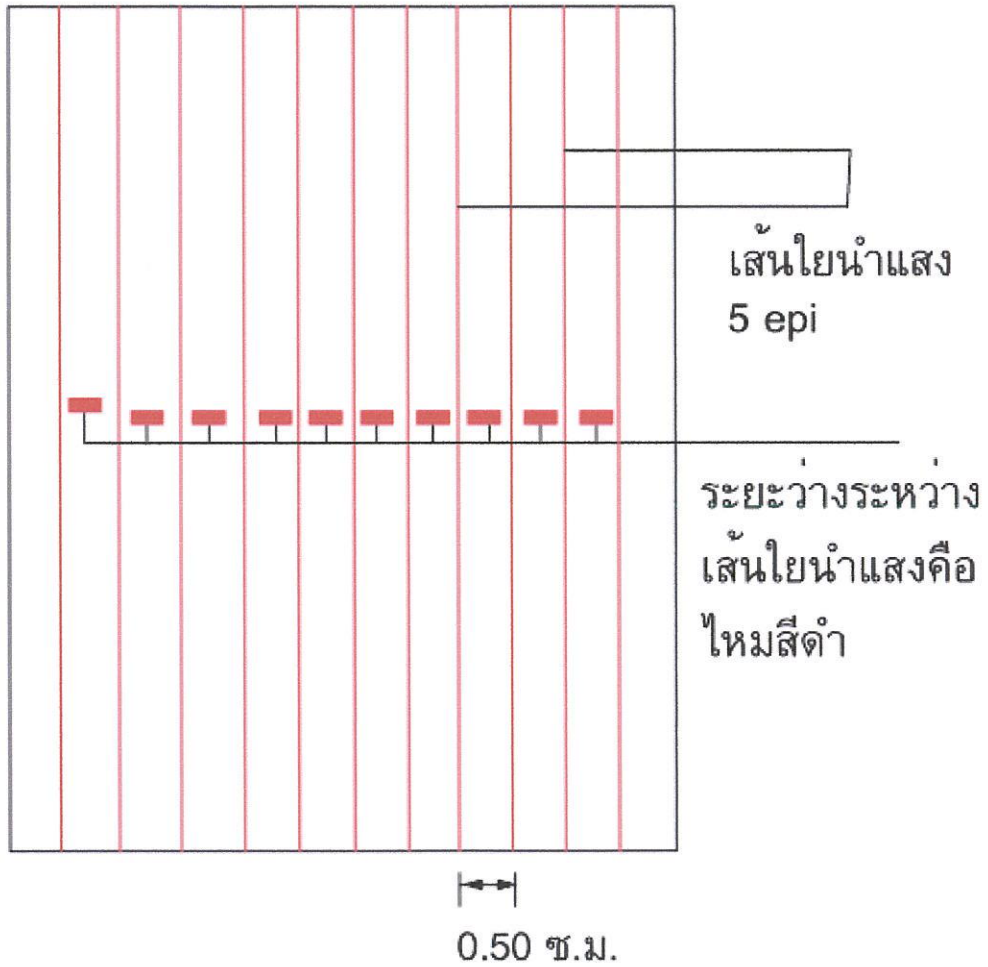 เส้นใยนำแสง
5 epi
ระยะว่างระหว่าง
เส้นใยนำแสงคือ
ไหมสีดำ
0.50 ซ.ม.